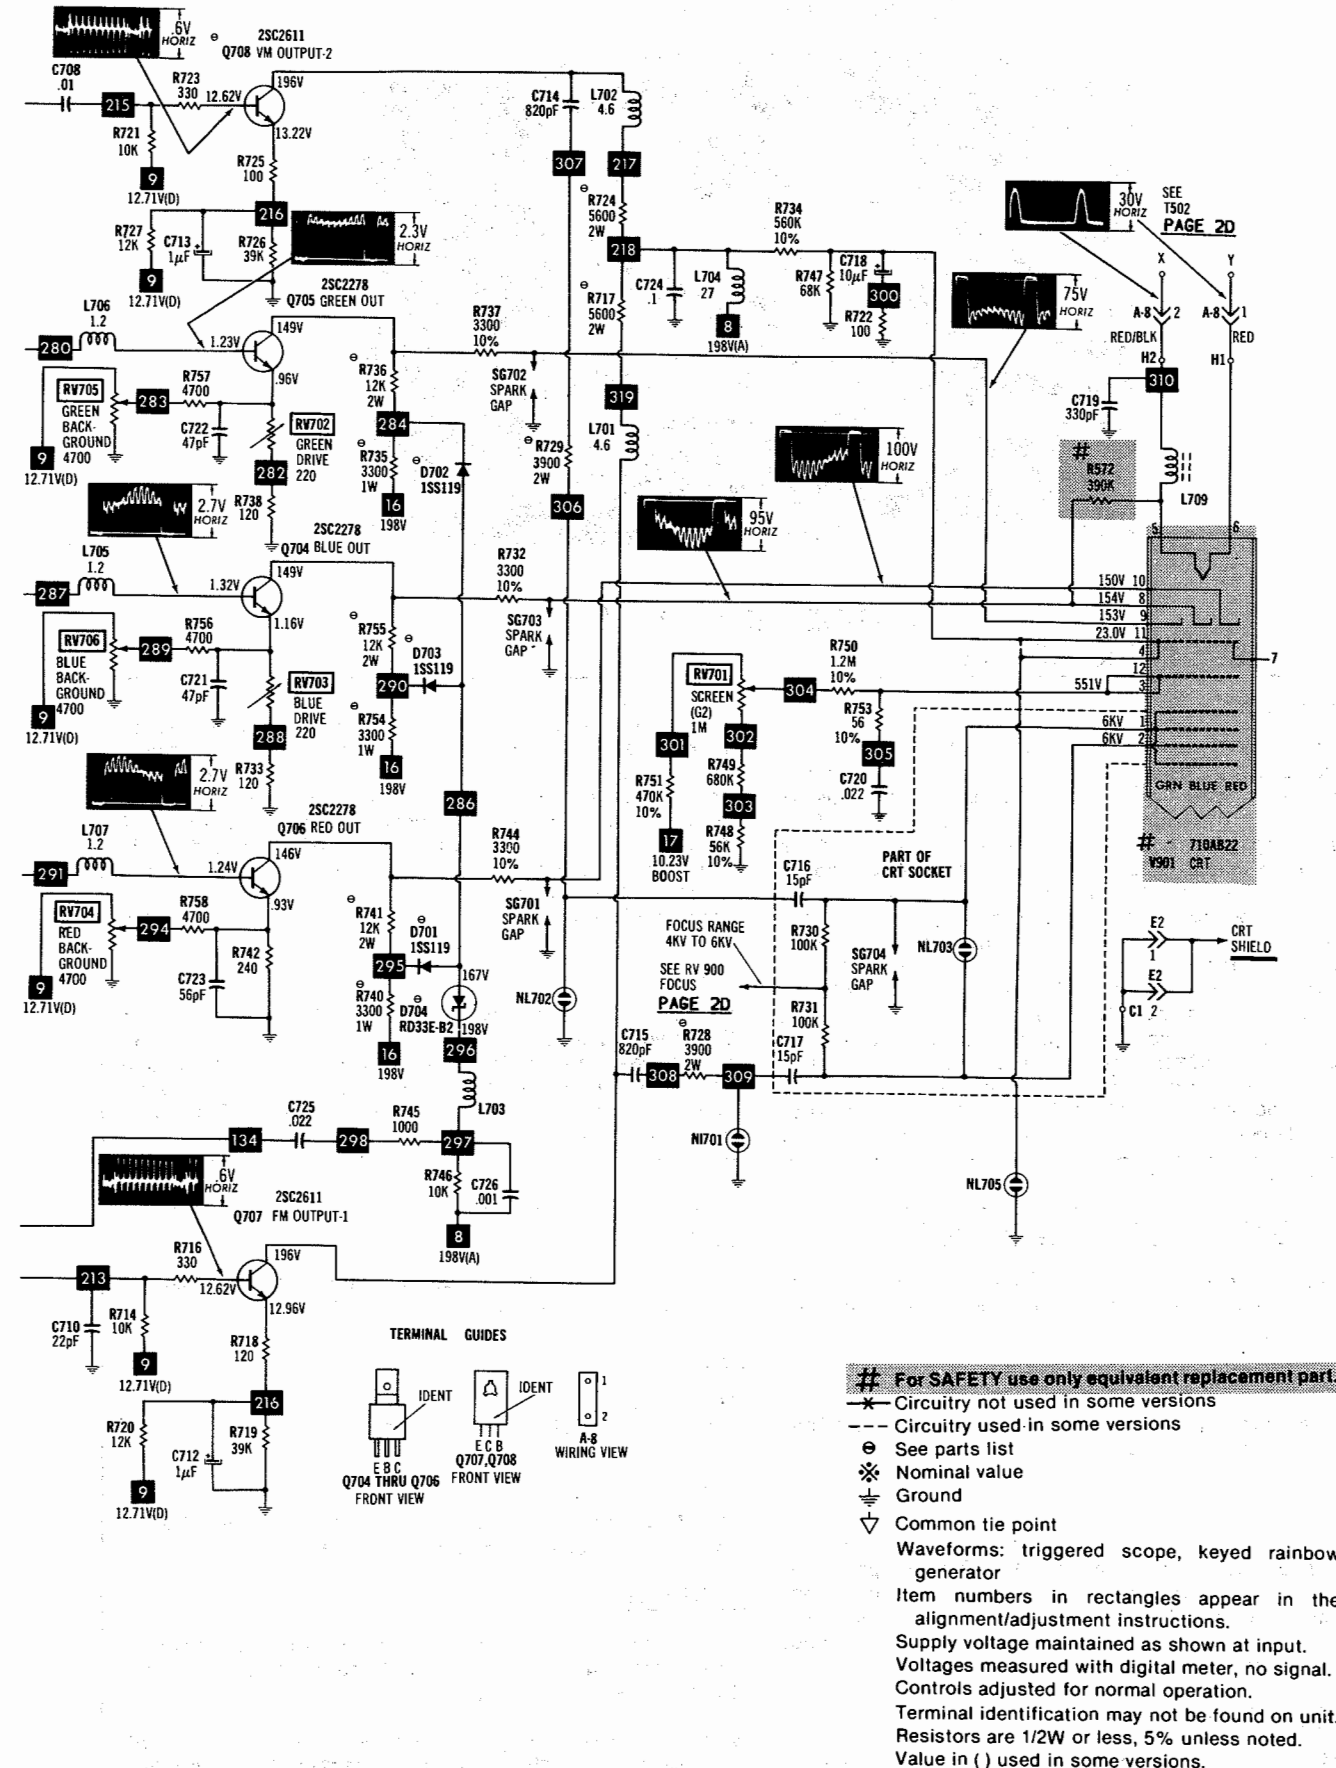 .6V
HORIZ
⊖
2SC2611
Q708 VM OUTPUT-2
C708
.01
215
R723
330
12.62V
196V
13.22V
R721
10K
9
12.71V(D)
R725
100
216
R727
12K
C713
1µF
R726
39K
9
12.71V(D)
2.3V
HORIZ
C714
820pF
L702
4.6
307
217
⊖
R724
5600
2W
218
R734
560K
10%
C724
.1
L704
27
8
198V(A)
R747
68K
C718
10µF
300
R722
100
⊖
R717
5600
2W
30V
HORIZ
SEE
T502
PAGE 2D
X
Y
75V
HORIZ
A-8
2
A-8
1
RED/BLK
RED
H2
H1
310
C719
330pF
#
R572
390K
L709
L706
1.2
280
2SC2278
Q705 GREEN OUT
149V
1.23V
.96V
RV705
GREEN
BACK-
GROUND
4700
9
12.71V(D)
283
R757
4700
C722
47pF
RV702
GREEN
DRIVE
220
282
R738
120
R737
3300
10%
⊖
R736
12K
2W
284
⊖
R735
3300
1W
16
198V
⊖
D702
1SS119
SG702
SPARK
GAP
319
L701
4.6
⊖
R729
3900
2W
306
100V
HORIZ
95V
HORIZ
2.7V
HORIZ
L705
1.2
287
2SC2278
Q704 BLUE OUT
149V
1.32V
1.16V
RV706
BLUE
BACK-
GROUND
4700
9
12.71V(D)
289
R756
4700
C721
47pF
RV703
BLUE
DRIVE
220
288
R733
120
R732
3300
10%
⊖
R755
12K
2W
290
⊖
D703
1SS119
⊖
R754
3300
1W
16
198V
SG703
SPARK
GAP
5
6
150V 10
154V 8
153V 9
23.0V 11
4
7
12
551V
3
6KV 1
6KV 2
GRN BLUE RED
# 710AB22
V901 CRT
RV701
SCREEN
(G2)
1M
304
R750
1.2M
10%
R753
56
10%
305
C720
.022
301
302
R751
470K
10%
R749
680K
303
17
10.23V
BOOST
R748
56K
10%
2.7V
HORIZ
L707
1.2
291
2SC2278
Q706 RED OUT
146V
1.24V
.93V
RV704
RED
BACK-
GROUND
4700
9
12.71V(D)
294
R758
4700
C723
56pF
R742
240
286
R744
3300
10%
⊖
R741
12K
2W
295
⊖
D701
1SS119
⊖
R740
3300
1W
16
198V
SG701
SPARK
GAP
167V
⊖
D704
RD33E-B2
198V
296
L703
NL702
C716
15pF
PART OF
CRT SOCKET
FOCUS RANGE
4KV TO 6KV
SEE RV 900
FOCUS
PAGE 2D
R730
100K
SG704
SPARK
GAP
NL703
R731
100K
C717
15pF
C715
820pF
308
⊖
R728
3900
2W
309
NI701
NL705
E2
1
E2
C1 2
CRT
SHIELD
134
C725
.022
298
R745
1000
297
R746
10K
C726
.001
8
198V(A)
.6V
HORIZ
2SC2611
Q707 FM OUTPUT-1
196V
213
R716
330
12.62V
12.96V
C710
22pF
R714
10K
9
12.71V(D)
R718
120
216
R720
12K
C712
1µF
R719
39K
9
12.71V(D)
TERMINAL GUIDES
IDENT
E B C
Q704 THRU Q706
FRONT VIEW
IDENT
E C B
Q707,Q708
FRONT VIEW
1
2
A-8
WIRING VIEW
# For SAFETY use only equivalent replacement part.
Circuitry not used in some versions
Circuitry used in some versions
⊖ See parts list
※ Nominal value
Ground
Common tie point
Waveforms: triggered scope, keyed rainbow
generator
Item numbers in rectangles appear in the
alignment/adjustment instructions.
Supply voltage maintained as shown at input.
Voltages measured with digital meter, no signal.
Controls adjusted for normal operation.
Terminal identification may not be found on unit.
Resistors are 1/2W or less, 5% unless noted.
Value in ( ) used in some versions.